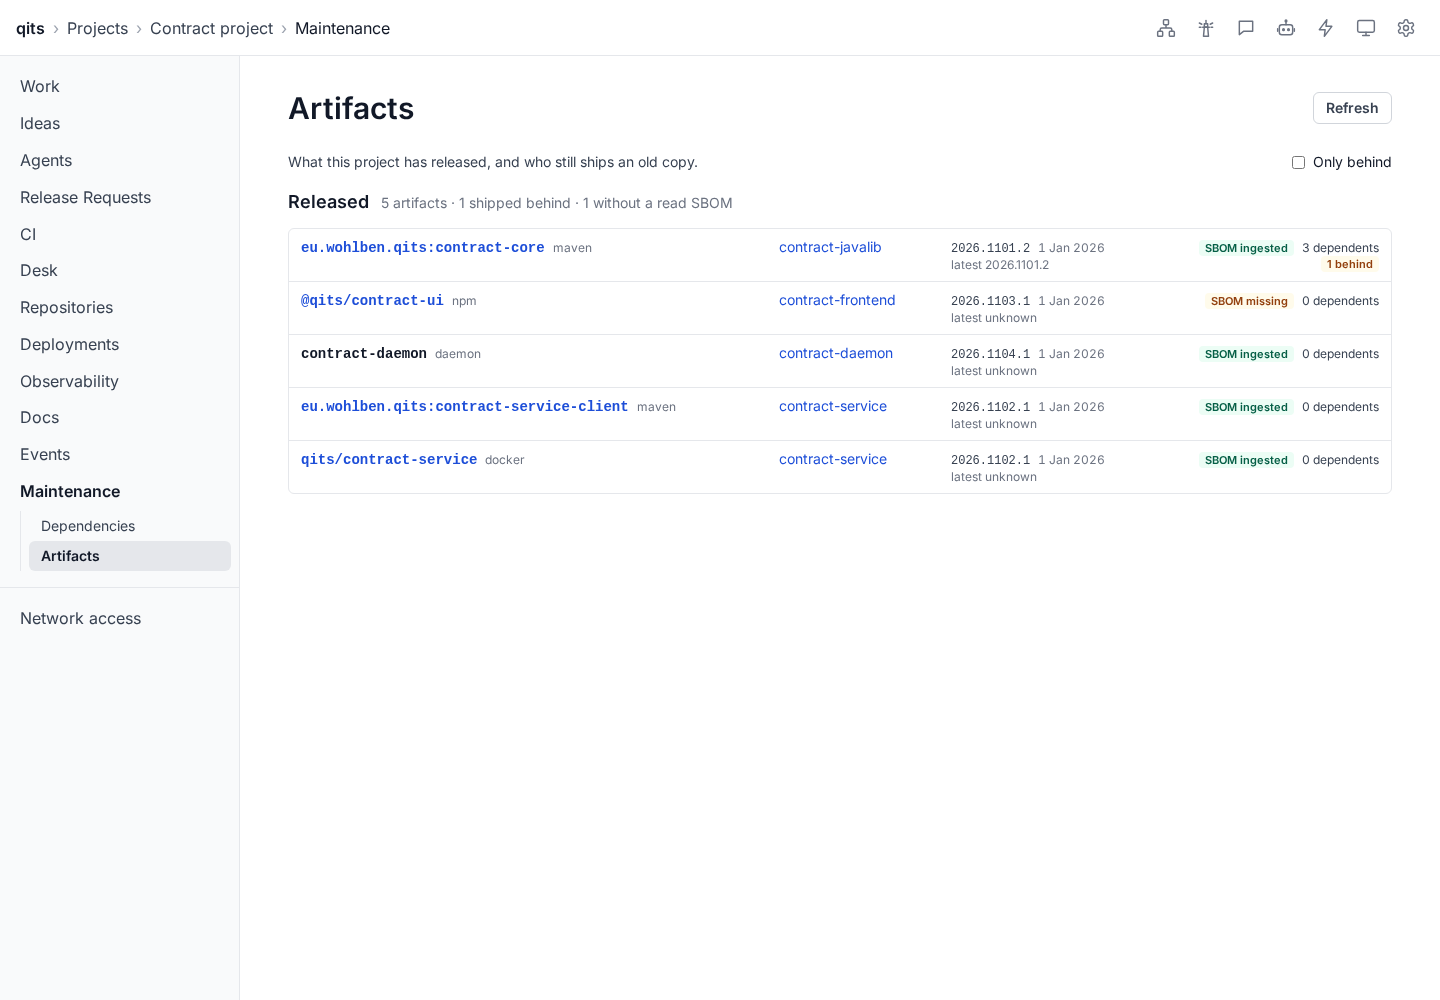 qits › Projects › Contract project › Maintenance
Work
Ideas
Agents
Release Requests
CI
Desk
Repositories
Deployments
Observability
Docs
Events
Maintenance
Dependencies
Artifacts
Network access
Artifacts
Refresh
What this project has released, and who still ships an old copy.
Only behind
Released 5 artifacts · 1 shipped behind · 1 without a read SBOM
eu.wohlben.qits:contract-core maven contract-javalib 2026.1101.2 1 Jan 2026 SBOM ingested 3 dependents
latest 2026.1101.2 1 behind
@qits/contract-ui npm contract-frontend 2026.1103.1 1 Jan 2026 SBOM missing 0 dependents
latest unknown
contract-daemon daemon contract-daemon 2026.1104.1 1 Jan 2026 SBOM ingested 0 dependents
latest unknown
eu.wohlben.qits:contract-service-client maven contract-service 2026.1102.1 1 Jan 2026 SBOM ingested 0 dependents
latest unknown
qits/contract-service docker contract-service 2026.1102.1 1 Jan 2026 SBOM ingested 0 dependents
latest unknown